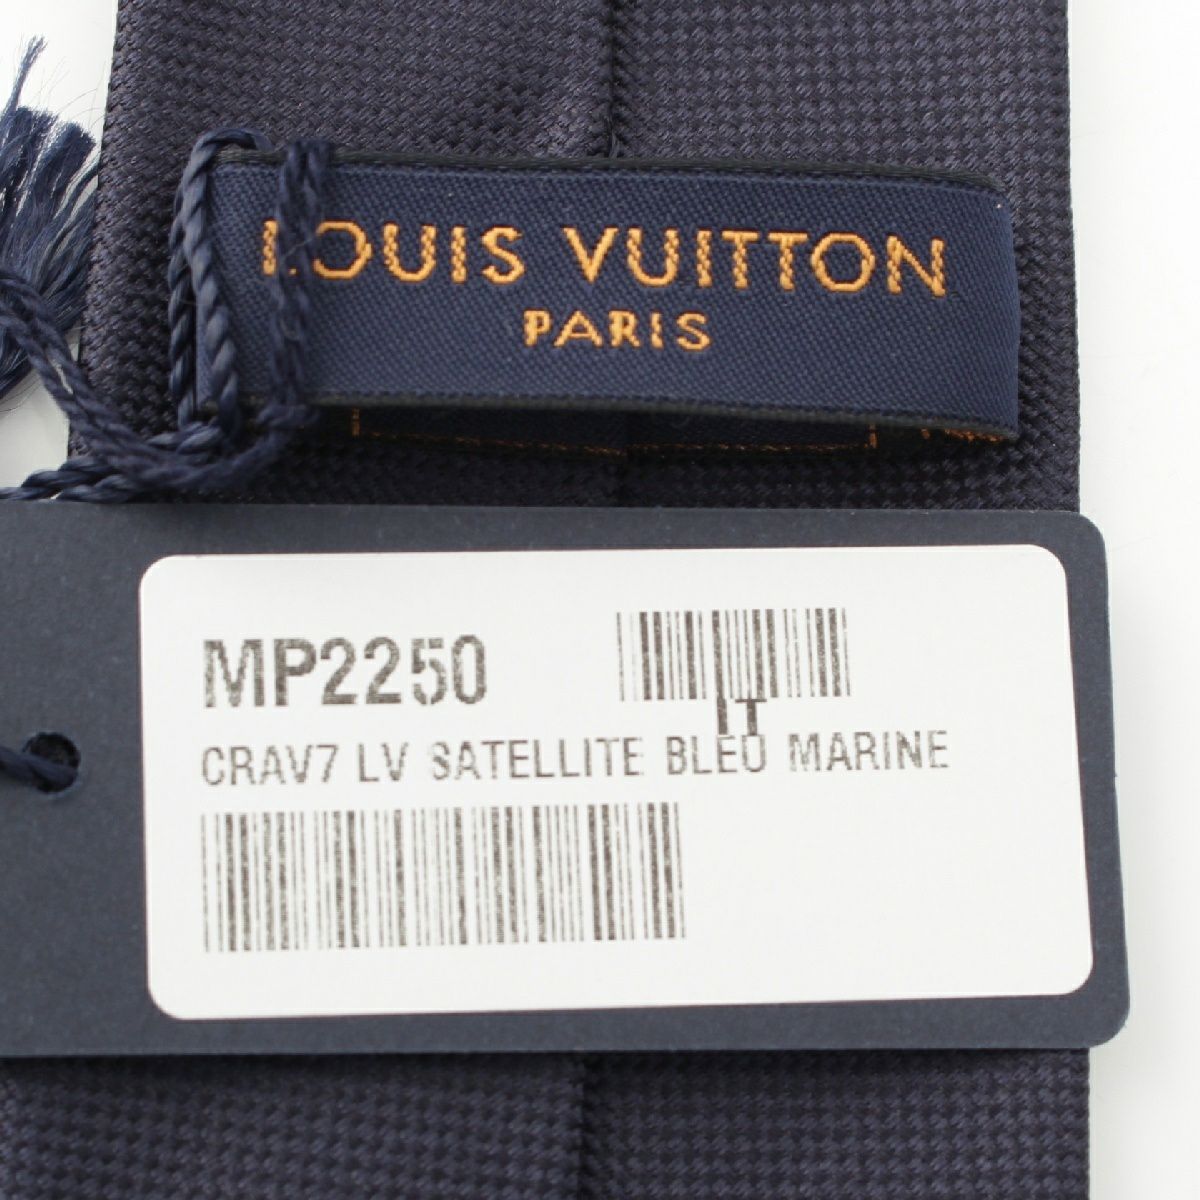 LOUIS VUITTON
PARIS
MP2250
IT
CRAV7 LV SATELLITE BLEU MARINE